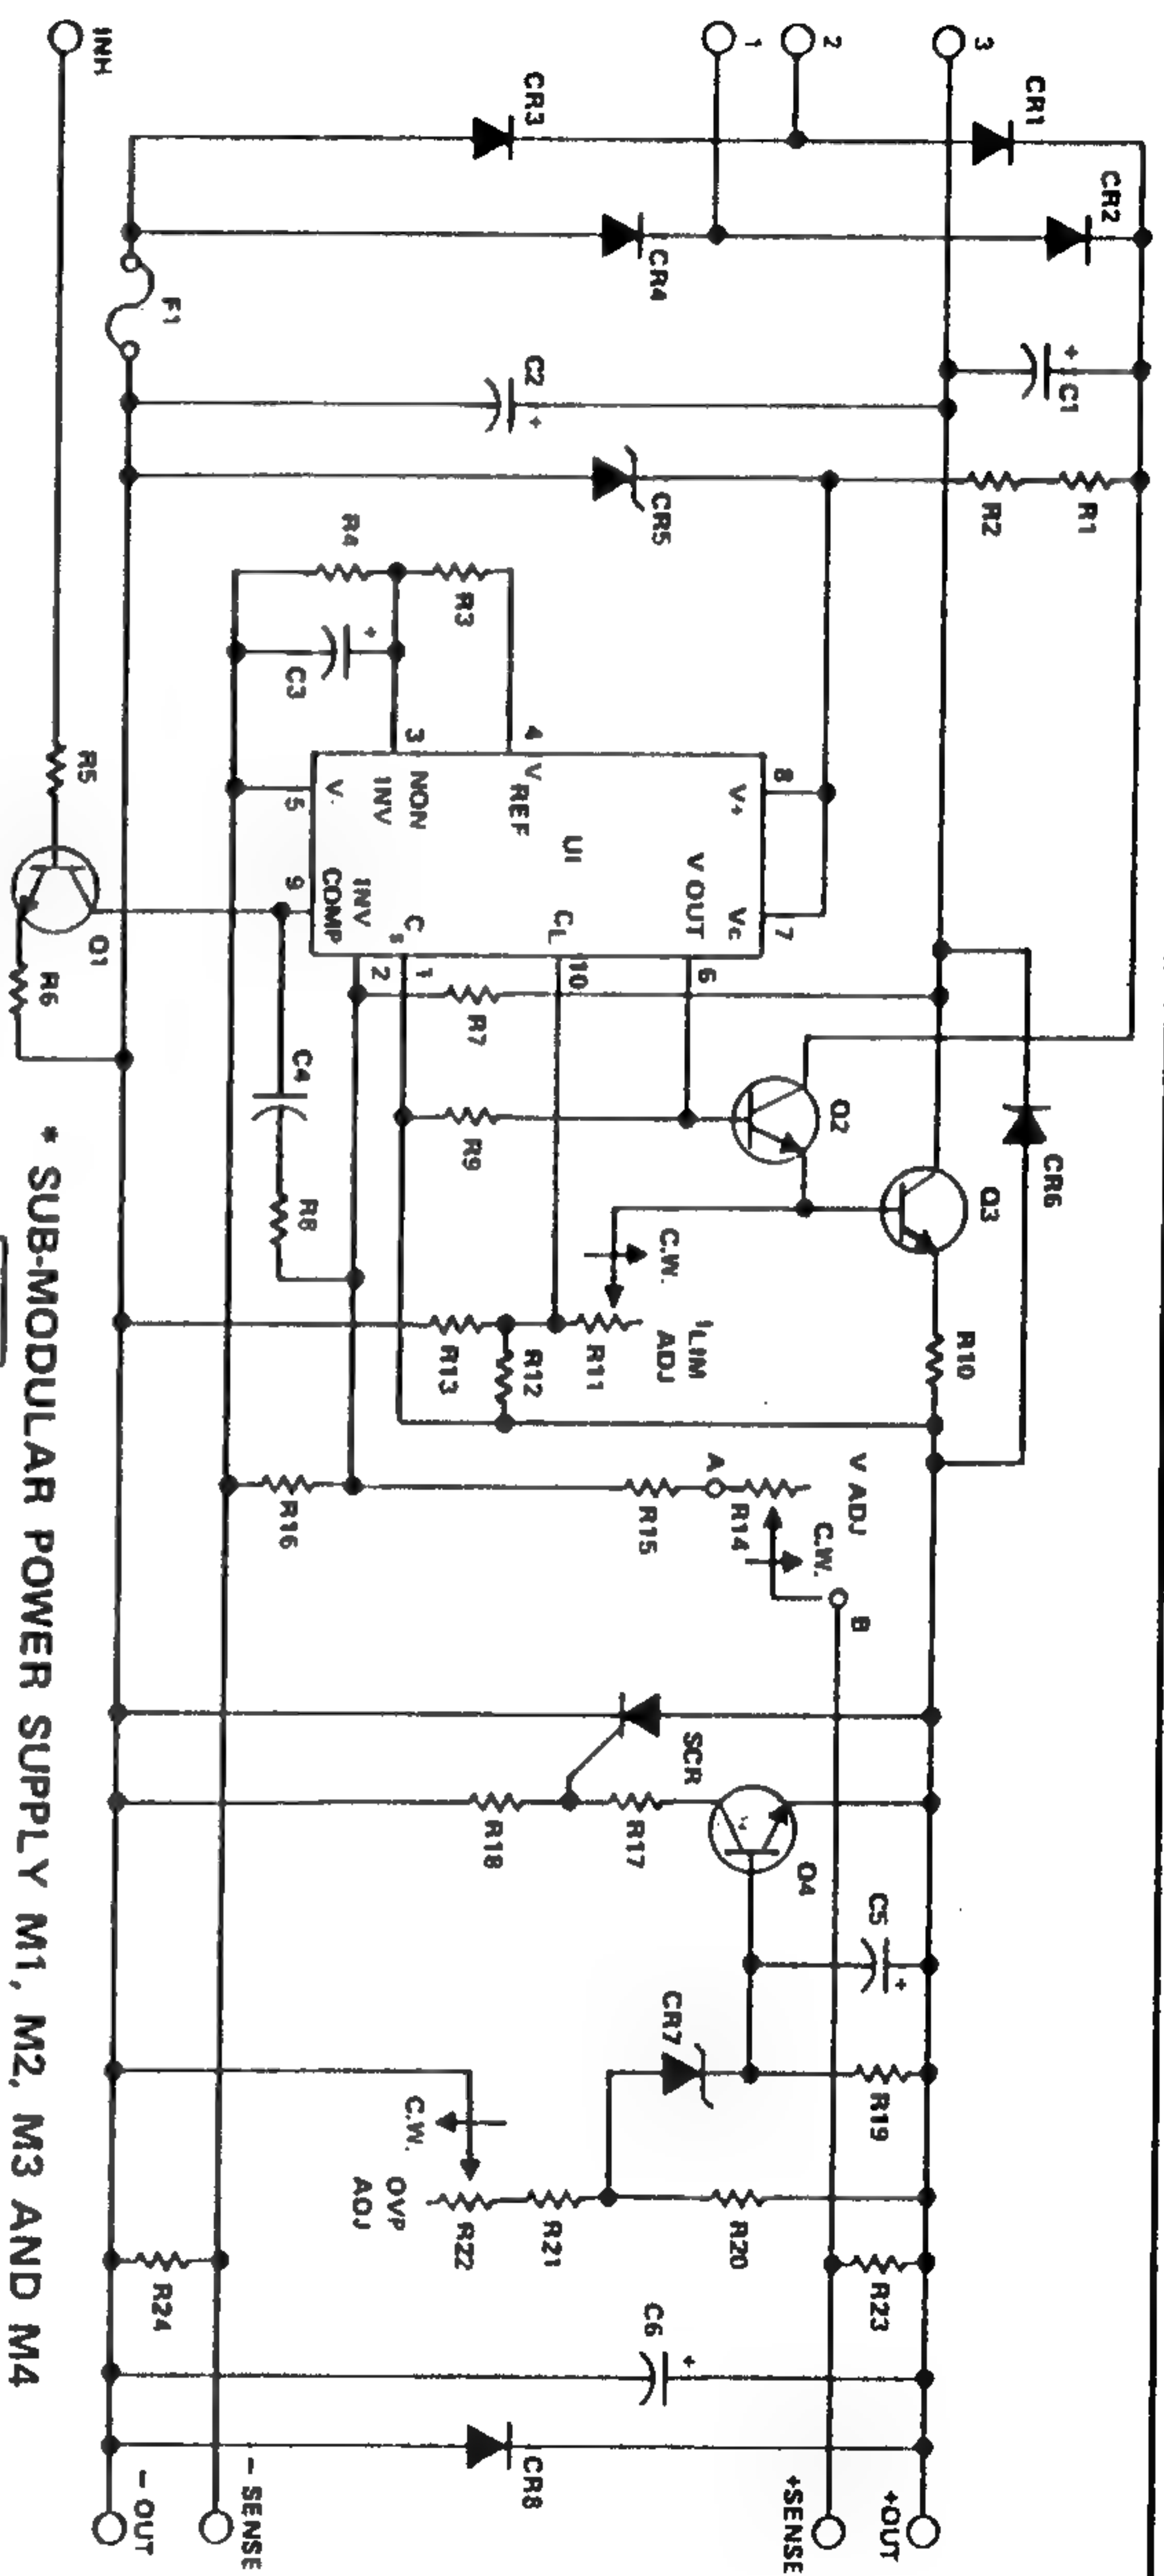 INH
1
2
3
CR3
CR1
CR2
CR4
F1
C2
+
+
C1
CR5
R2
R1
R4
R3
+
C3
R5
3
4
V REF
NON
INV
V-
5
8
V+
U1
V OUT
VC
7
9
INV
COMP
CS
CL
2
1
10
6
Q1
R6
R7
C4
R9
R8
Q2
Q3
CR6
C.W.
ILIM
ADJ
R13
R12
R11
R10
V ADJ
A
C.W.
R16
R15
R14
B
SCR
R18
R17
Q4
C5
+
CR7
R19
C.W.
OVP
ADJ
R22
R21
R20
R24
R23
C6
+
CR8
- OUT
- SENSE
+SENSE
+OUT
* SUB-MODULAR POWER SUPPLY M1, M2, M3 AND M4